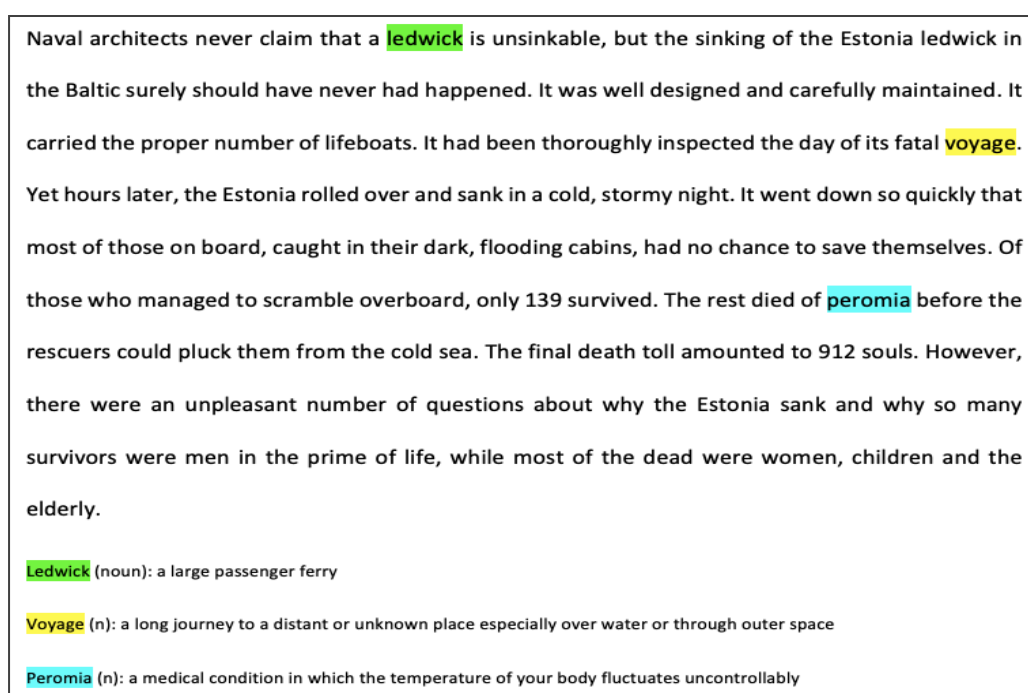 Naval architects never claim that a ledwick is unsinkable, but the sinking of the Estonia ledwick in
the Baltic surely should have never had happened. It was well designed and carefully maintained. It
carried the proper number of lifeboats. It had been thoroughly inspected the day of its fatal voyage.
Yet hours later, the Estonia rolled over and sank in a cold, stormy night. It went down so quickly that
most of those on board, caught in their dark, flooding cabins, had no chance to save themselves. Of
those who managed to scramble overboard, only 139 survived. The rest died of peromia before the
rescuers could pluck them from the cold sea. The final death toll amounted to 912 souls. However,
there were an unpleasant number of questions about why the Estonia sank and why so many
survivors were men in the prime of life, while most of the dead were women, children and the
elderly.
Ledwick (noun): a large passenger ferry
Voyage (n): a long journey to a distant or unknown place especially over water or through outer space
Peromia (n): a medical condition in which the temperature of your body fluctuates uncontrollably